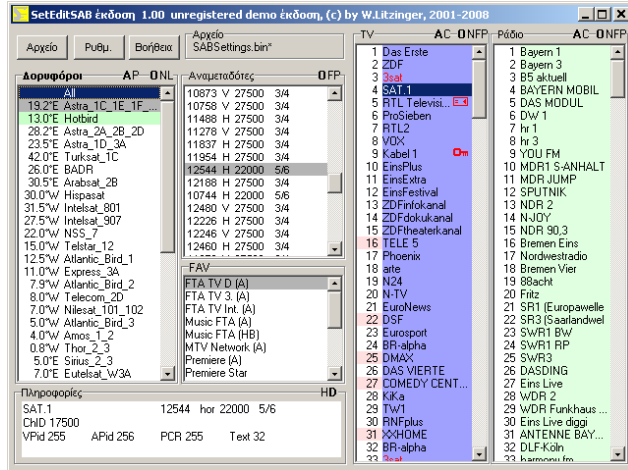 SetEditSAB έκδοση 1.00 unregistered demo έκδοση, (c) by W.Litzinger, 2001-2008
Αρχείο
Ρυθμ.
Βοήθεια
Αρχείο
SABSettings.bin*
Δορυφόροι AP - 0NL
All
19.2°E Astra_1C_1E_1F_...
13.0°E Hotbird
28.2°E Astra_2A_2B_2D
23.5°E Astra_1D_3A
42.0°E Turksat_1C
26.0°E BADR
30.5°E Arabsat_2B
30.0°W Hispasat
31.5°W Intelsat_801
27.5°W Intelsat_907
22.0°W NSS_7
15.0°W Telstar_12
12.5°W Atlantic_Bird_1
11.0°W Express_3A
7.9°W Atlantic_Bird_2
8.0°W Telecom_2D
7.0°W Nilesat_101_102
5.0°W Atlantic_Bird_3
4.0°W Amos_1_2
0.8°W Thor_2_3
5.0°E Sirius_2_3
7.0°E Eutelsat_W3A
Αναμεταδότες 0FP
10873 V 27500 3/4
10758 V 27500 3/4
11488 H 27500 3/4
11278 V 27500 3/4
11837 H 27500 3/4
11954 H 27500 3/4
12544 H 22000 5/6
12188 H 27500 3/4
10744 H 22000 5/6
12480 V 27500 3/4
12226 H 27500 3/4
12246 V 27500 3/4
12460 H 27500 3/4
FAV
FTA TV D (A)
FTA TV 3. (A)
FTA TV Int. (A)
Music FTA (A)
Music FTA (HB)
MTV Network (A)
Premiere (A)
Premiere Star
TV AC - 0NFP
1 Das Erste
2 ZDF
3 3sat
4 SAT.1
5 RTL Televisi...
6 ProSieben
7 RTL2
8 VOX
9 Kabel 1
10 EinsPlus
11 EinsExtra
12 EinsFestival
13 ZDFinfokanal
14 ZDFdokukanal
15 ZDFtheaterkanal
16 TELE 5
17 Phoenix
18 arte
19 N24
20 N-TV
21 EuroNews
22 DSF
23 Eurosport
24 BR-alpha
25 DMAX
26 DAS VIERTE
27 COMEDY CENT...
28 KiKa
29 TW1
30 RNFplus
31 XXHOME
32 BR-alpha
33 3sat
Ράδιο AC - 0NFP
1 Bayern 1
2 Bayern 3
3 B5 aktuell
4 BAYERN MOBIL
5 DAS MODUL
6 DW 1
7 hr 1
8 hr 3
9 YOU FM
10 MDR1 S-ANHALT
11 MDR JUMP
12 SPUTNIK
13 NDR 2
14 N-JOY
15 NDR 90,3
16 Bremen Eins
17 Nordwestradio
18 Bremen Vier
19 88acht
20 Fritz
21 SR1 (Europawelle
22 SR3 (Saarlandwel
23 SWR1 BW
24 SWR1 RP
25 SWR3
26 DASDING
27 Eins Live
28 WDR 2
29 WDR Funkhaus ...
30 Eins Live diggi
31 ANTENNE BAY...
32 DLF-Köln
33 harmony fm
Πληροφορίες HD-
SAT.1 12544 hor 22000 5/6
ChID 17500
VPid 255 APid 256 PCR 255 Text 32